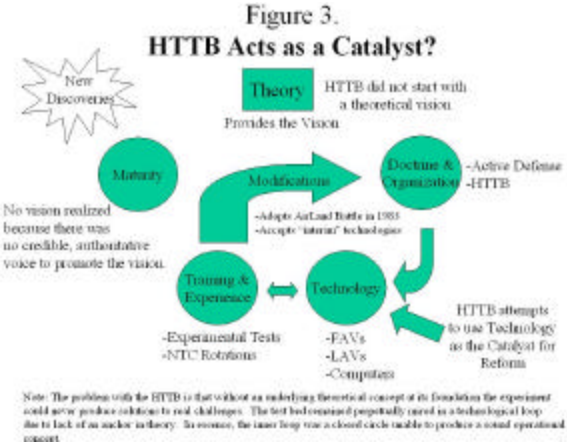 Figure 3.
HTTB Acts as a Catalyst?
New
Discoveries
Theory
HTTB did not start with
a theoretical vision
Provides the Vision
Maturity
Modifications
Doctrine &
Organization
-Active Defense
-HTTB
No vision realized
because there was
no credible, authoritative
voice to promote the vision.
-Adopts AirLand Battle in 1983
-Accepts "interim" technologies
Training &
Experience
Technology
-Experimental Tests
-NTC Rotations
-FAVs
-LAVs
-Computers
HTTB attempts
to use Technology
as the Catalyst for
Reform
Note: The problem with the HTTB is that without an underlying theoretical concept at its foundation the experiment
could never produce solutions to real challenges. The test bed remained perpetually mired in a technological loop
due to lack of an anchor in theory. In essence, the inner loop was a closed circle unable to produce a sound operational
concept.